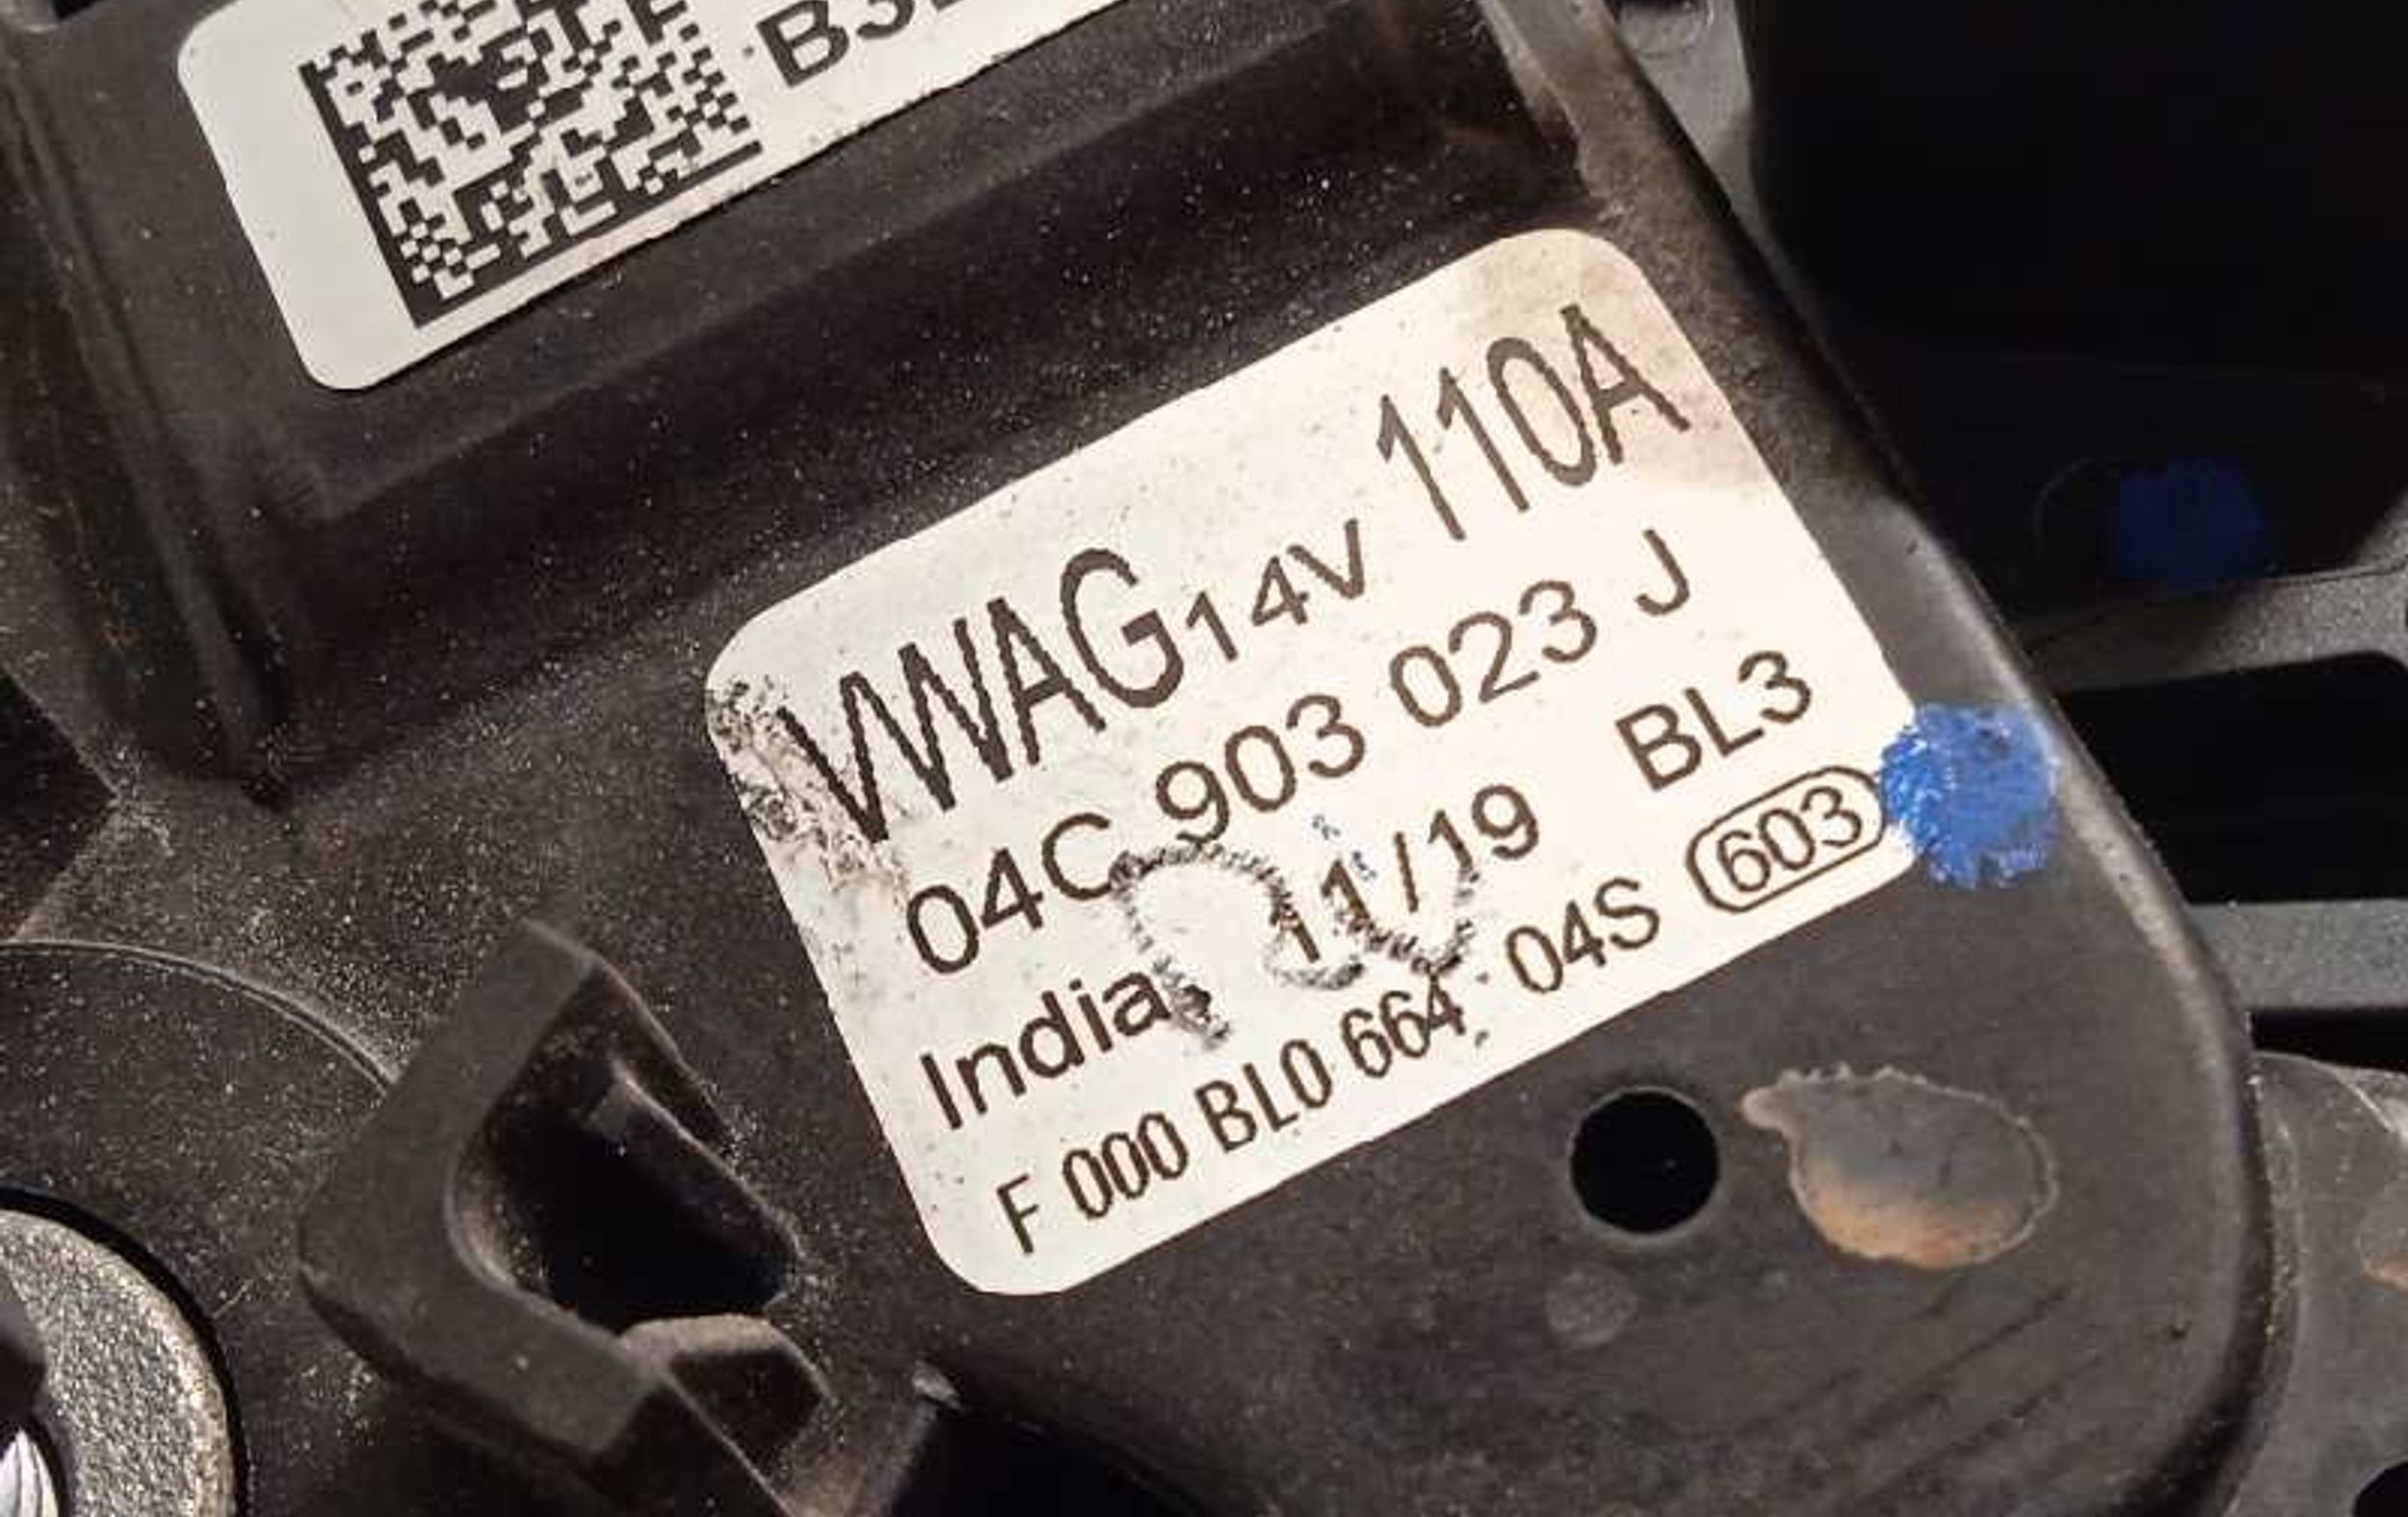 VWAG 14V 110A
04C 903 023 J
India 11/19 BL3
F 000 BL0 664 04S 603